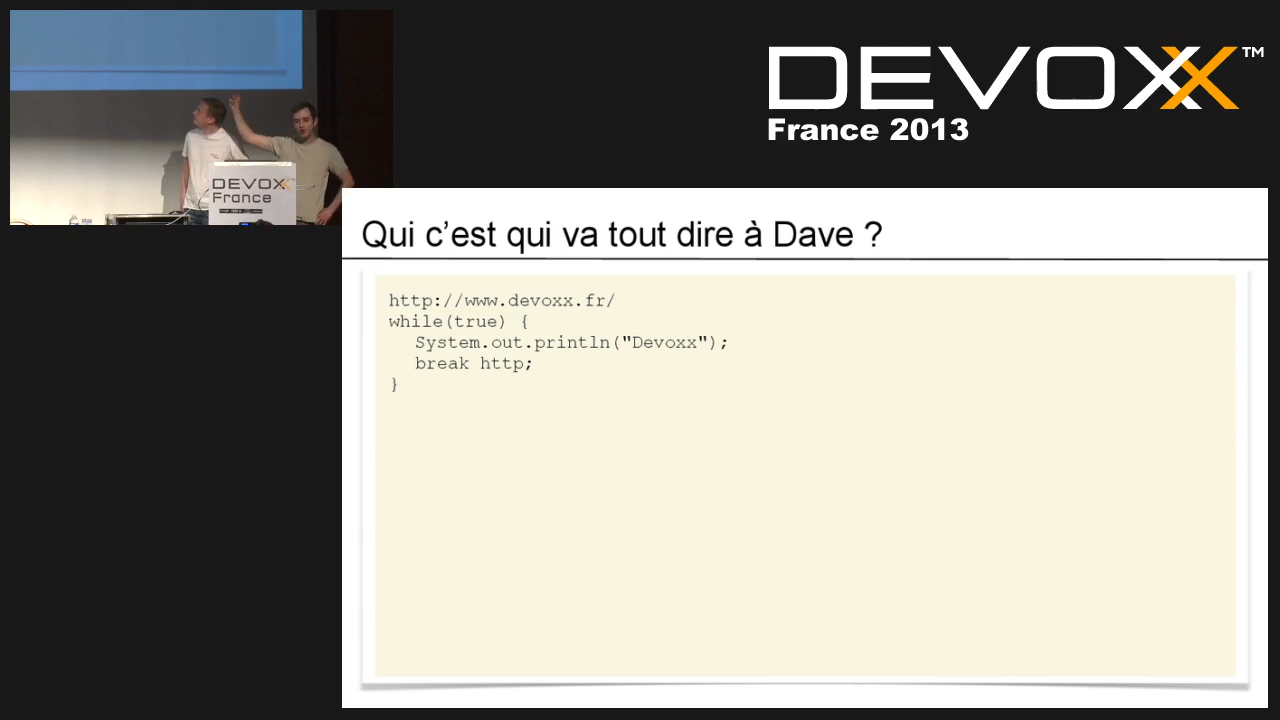 DEVOXX™
France 2013
DEVOXX
France
Qui c'est qui va tout dire à Dave ?
http://www.devoxx.fr/
while(true) {
System.out.println("Devoxx");
break http;
}